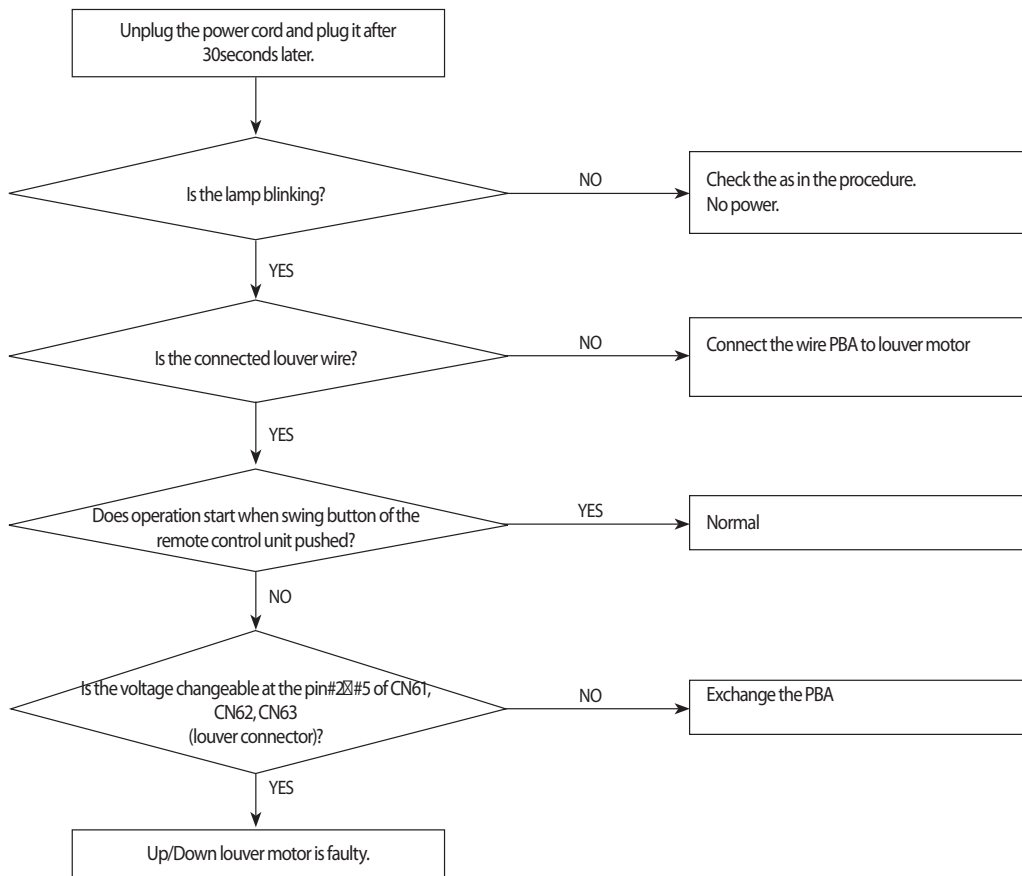 Unplug the power cord and plug it after
30seconds later.
Is the lamp blinking?
NO
Check the as in the procedure.
No power.
YES
Is the connected louver wire?
NO
Connect the wire PBA to louver motor
YES
Does operation start when swing button of the
remote control unit pushed?
YES
Normal
NO
Is the voltage changeable at the pin#2 #5 of CN61,
CN62, CN63
(louver connector)?
NO
Exchange the PBA
YES
Up/Down louver motor is faulty.